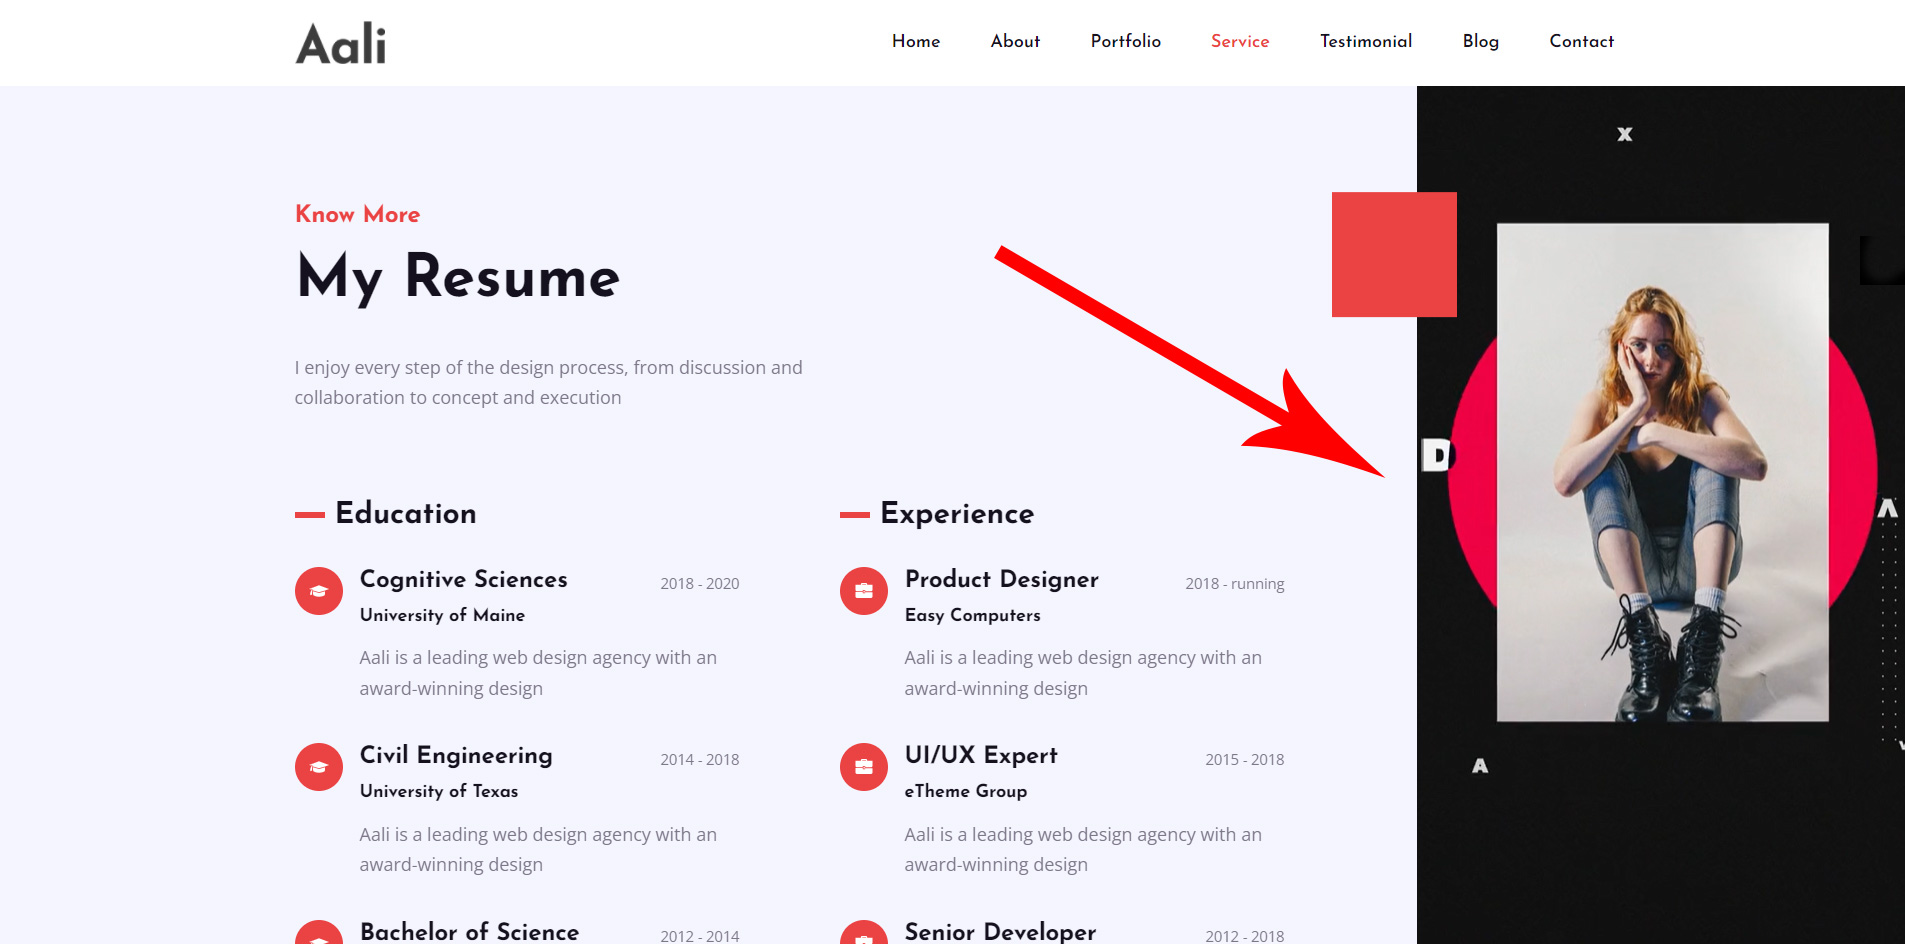 Aali
Home About Portfolio Service Testimonial Blog Contact
X
Know More
My Resume
I enjoy every step of the design process, from discussion and
collaboration to concept and execution
D
A
Education
Cognitive Sciences 2018 - 2020
University of Maine
Aali is a leading web design agency with an
award-winning design
Civil Engineering 2014 - 2018
University of Texas
Aali is a leading web design agency with an
award-winning design
Bachelor of Science 2012 - 2014
Experience
Product Designer 2018 - running
Easy Computers
Aali is a leading web design agency with an
award-winning design
UI/UX Expert 2015 - 2018
eTheme Group
Aali is a leading web design agency with an
award-winning design
Senior Developer 2012 - 2018
A